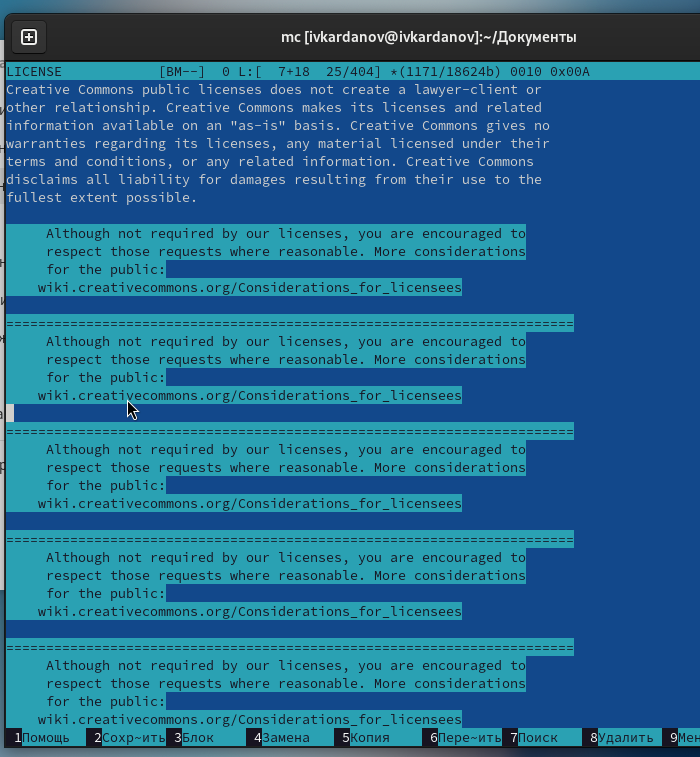 mc [ivkardanov@ivkardanov]:~/Документы
LICENSE [BM--] 0 L:[ 7+18 25/404] *(1171/18624b) 0010 0x00A
Creative Commons public licenses does not create a lawyer-client or
other relationship. Creative Commons makes its licenses and related
information available on an "as-is" basis. Creative Commons gives no
warranties regarding its licenses, any material licensed under their
terms and conditions, or any related information. Creative Commons
disclaims all liability for damages resulting from their use to the
fullest extent possible.
Although not required by our licenses, you are encouraged to
respect those requests where reasonable. More considerations
for the public:
wiki.creativecommons.org/Considerations_for_licensees
=======================================================================
Although not required by our licenses, you are encouraged to
respect those requests where reasonable. More considerations
for the public:
wiki.creativecommons.org/Considerations_for_licensees
=======================================================================
Although not required by our licenses, you are encouraged to
respect those requests where reasonable. More considerations
for the public:
wiki.creativecommons.org/Considerations_for_licensees
=======================================================================
Although not required by our licenses, you are encouraged to
respect those requests where reasonable. More considerations
for the public:
wiki.creativecommons.org/Considerations_for_licensees
=======================================================================
Although not required by our licenses, you are encouraged to
respect those requests where reasonable. More considerations
for the public:
wiki.creativecommons.org/Considerations_for_licensees
1Помощь 2Сохр~ить 3Блок 4Замена 5Копия 6Пере~ить 7Поиск 8Удалить 9Мен